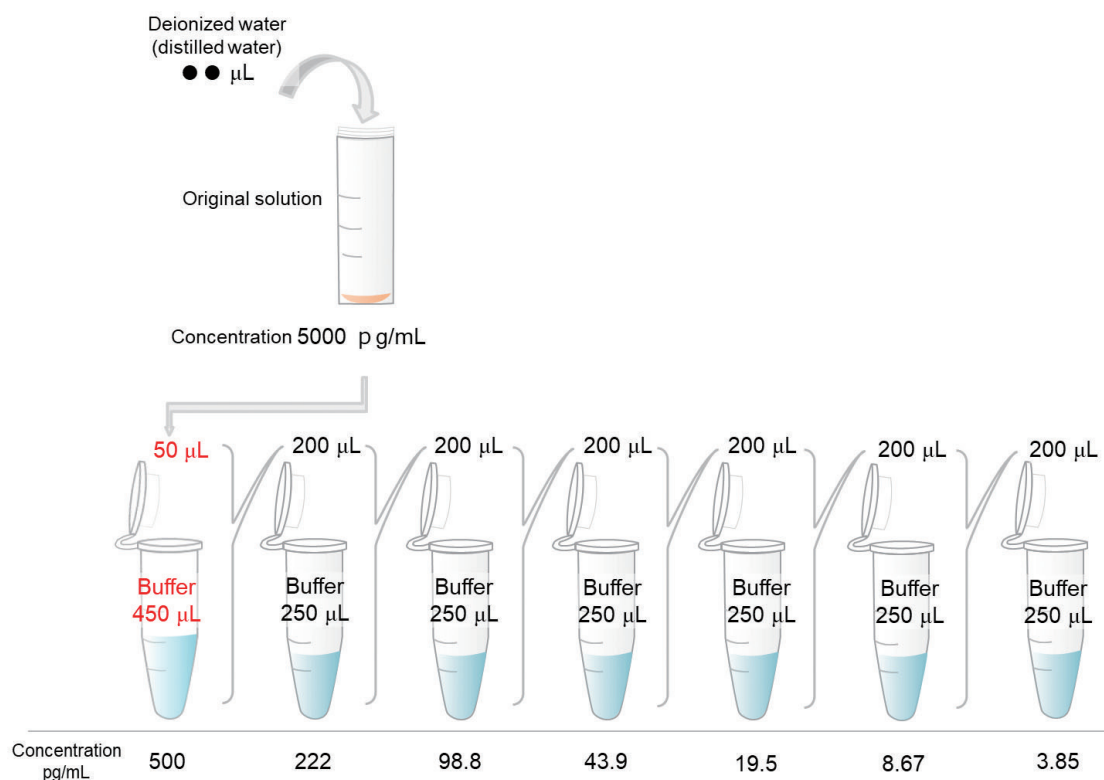 Deionized water
(distilled water)
●● μL
Original solution
Concentration 5000 p g/mL
50 μL 200 μL 200 μL 200 μL 200 μL 200 μL 200 μL
Buffer Buffer Buffer Buffer Buffer Buffer Buffer
450 μL 250 μL 250 μL 250 μL 250 μL 250 μL 250 μL
Concentration
pg/mL
500 222 98.8 43.9 19.5 8.67 3.85